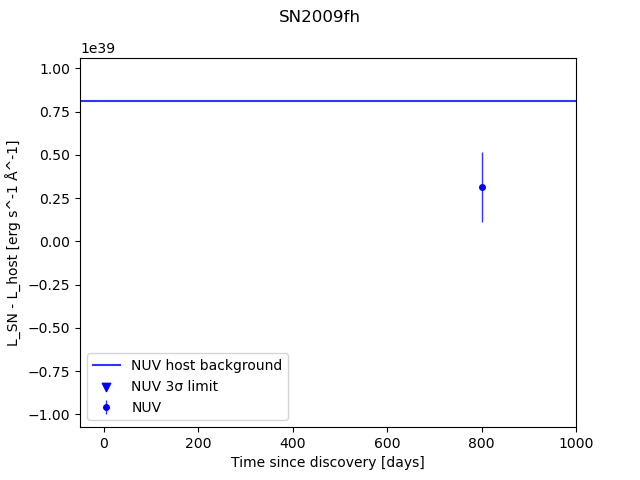 SN2009fh
1e39
1.00
0.75
0.50
0.25
0.00
−0.25
−0.50
−0.75
−1.00
L_SN - L_host [erg s^-1 Å^-1]
NUV host background
NUV 3σ limit
NUV
0 200 400 600 800 1000
Time since discovery [days]